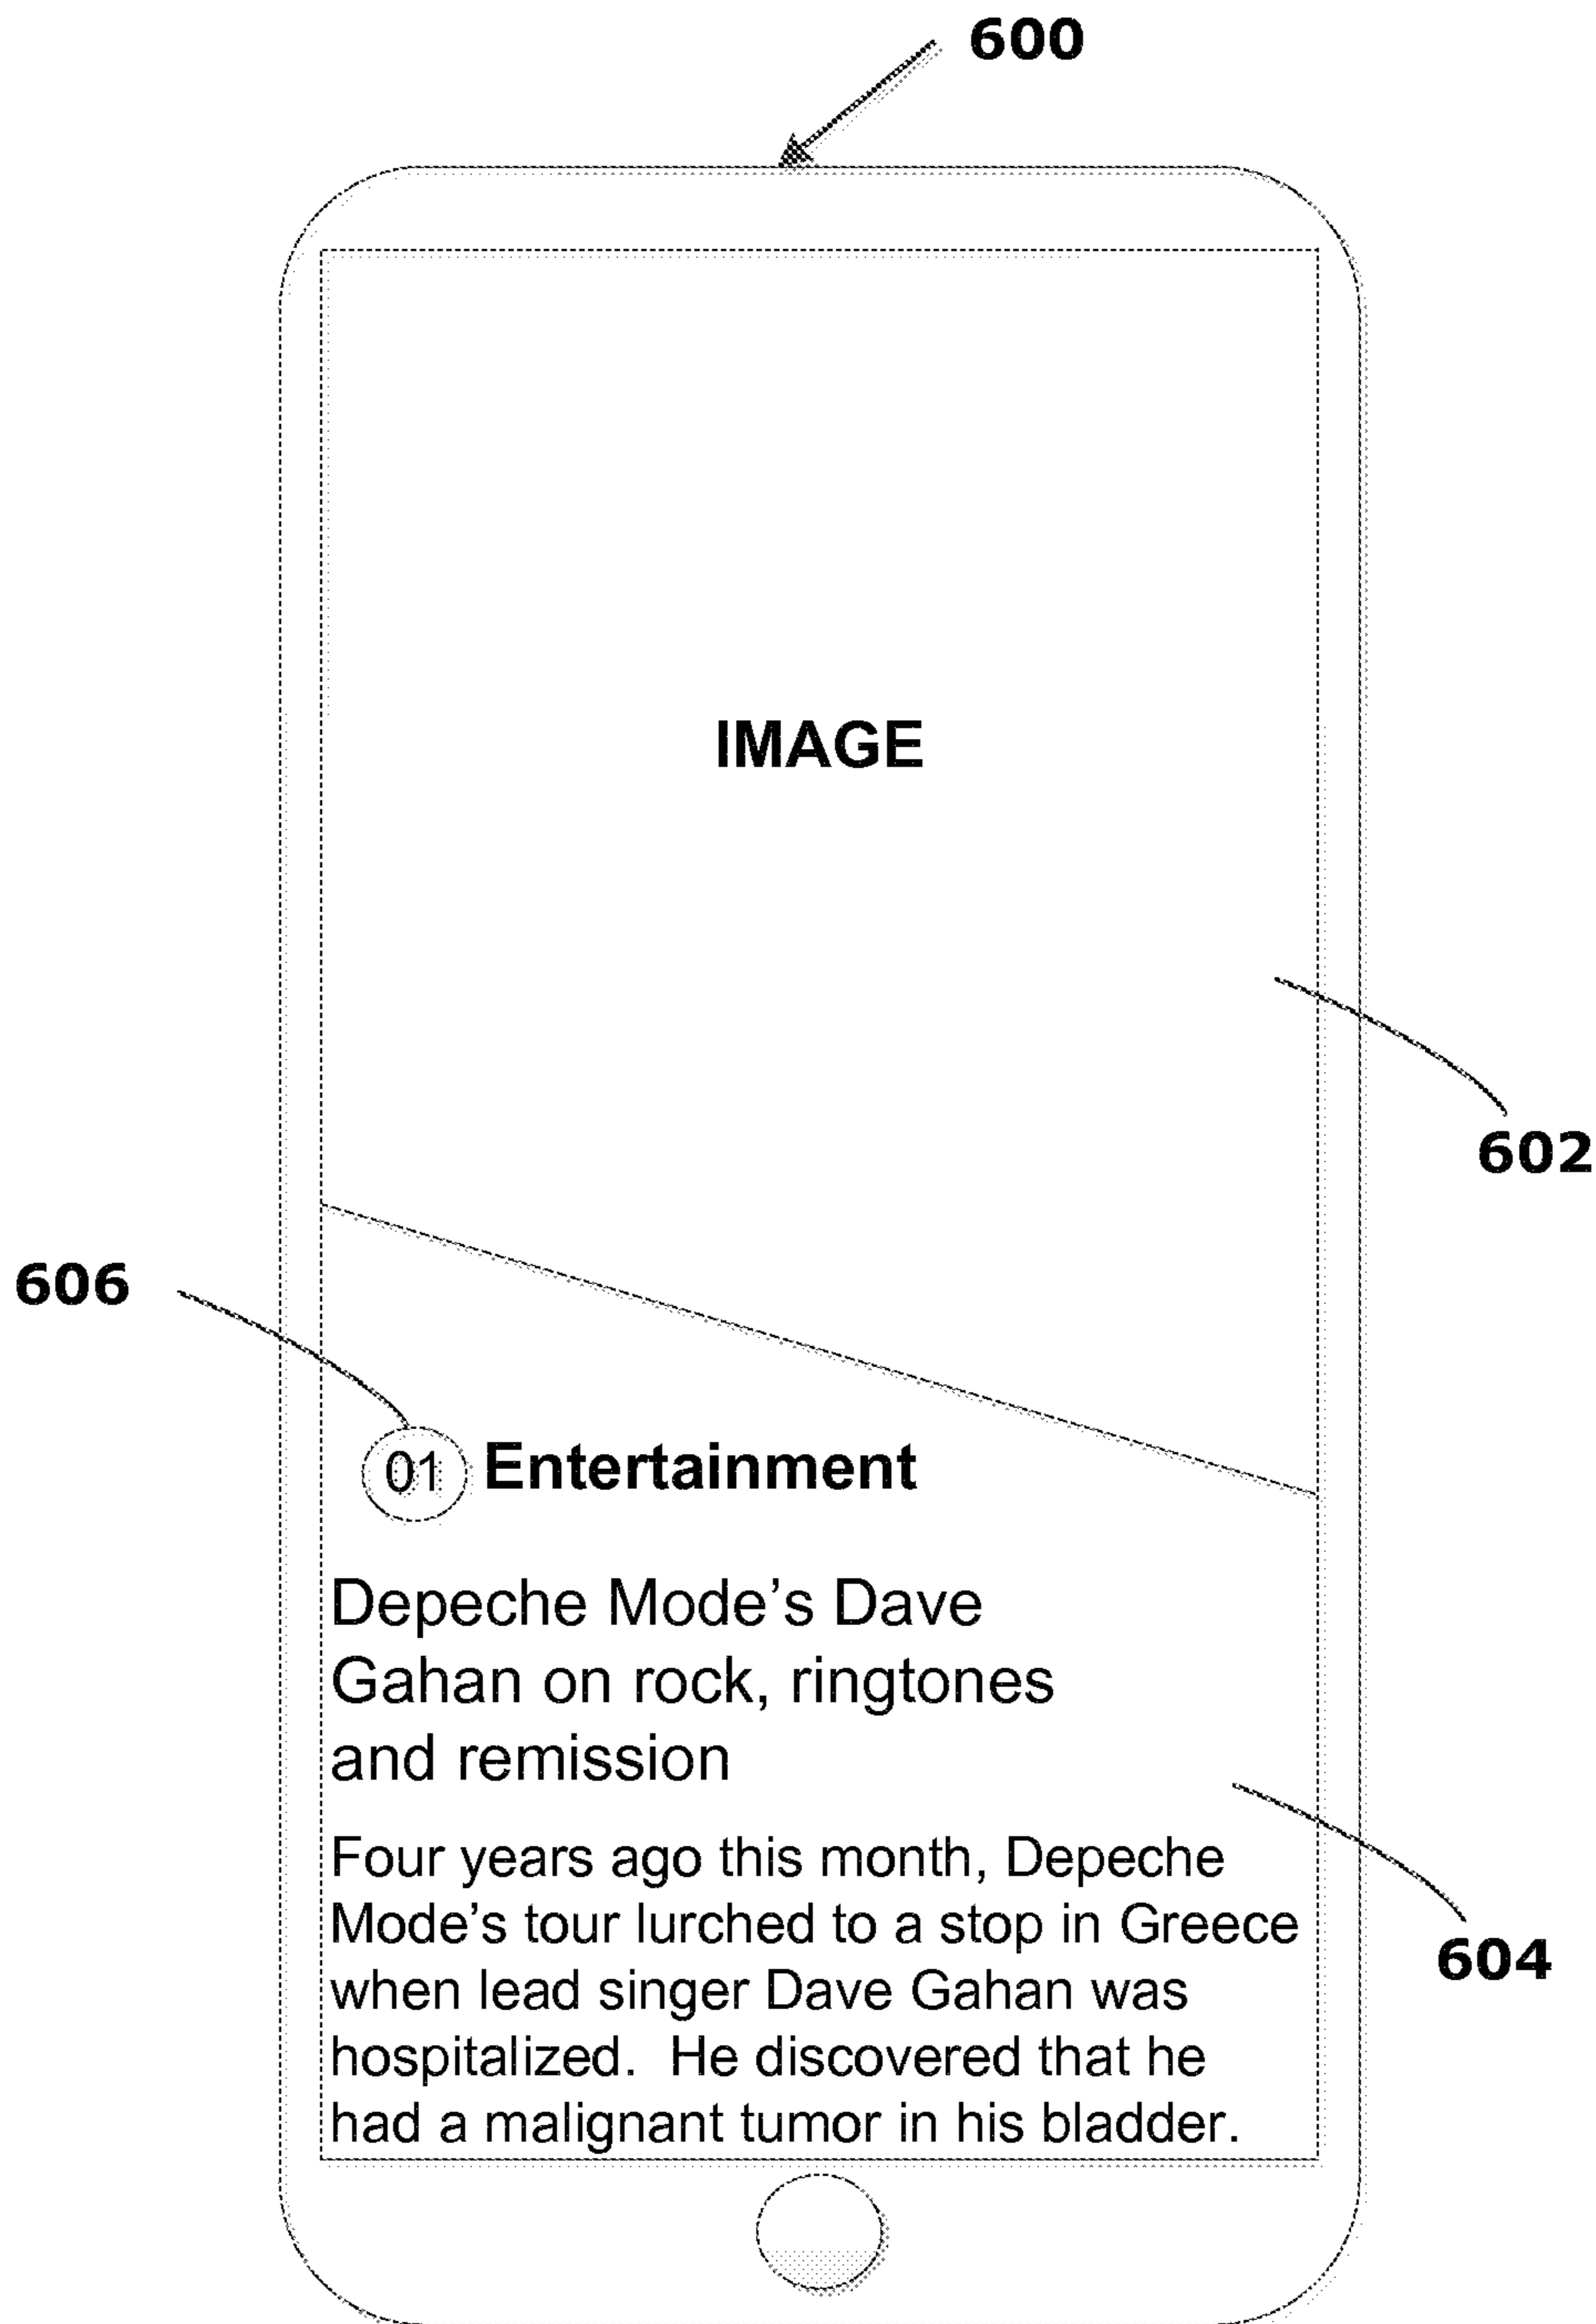 600
IMAGE
602
606
01 Entertainment
Depeche Mode’s Dave
Gahan on rock, ringtones
and remission
Four years ago this month, Depeche
Mode’s tour lurched to a stop in Greece
when lead singer Dave Gahan was
hospitalized.  He discovered that he
had a malignant tumor in his bladder.
604